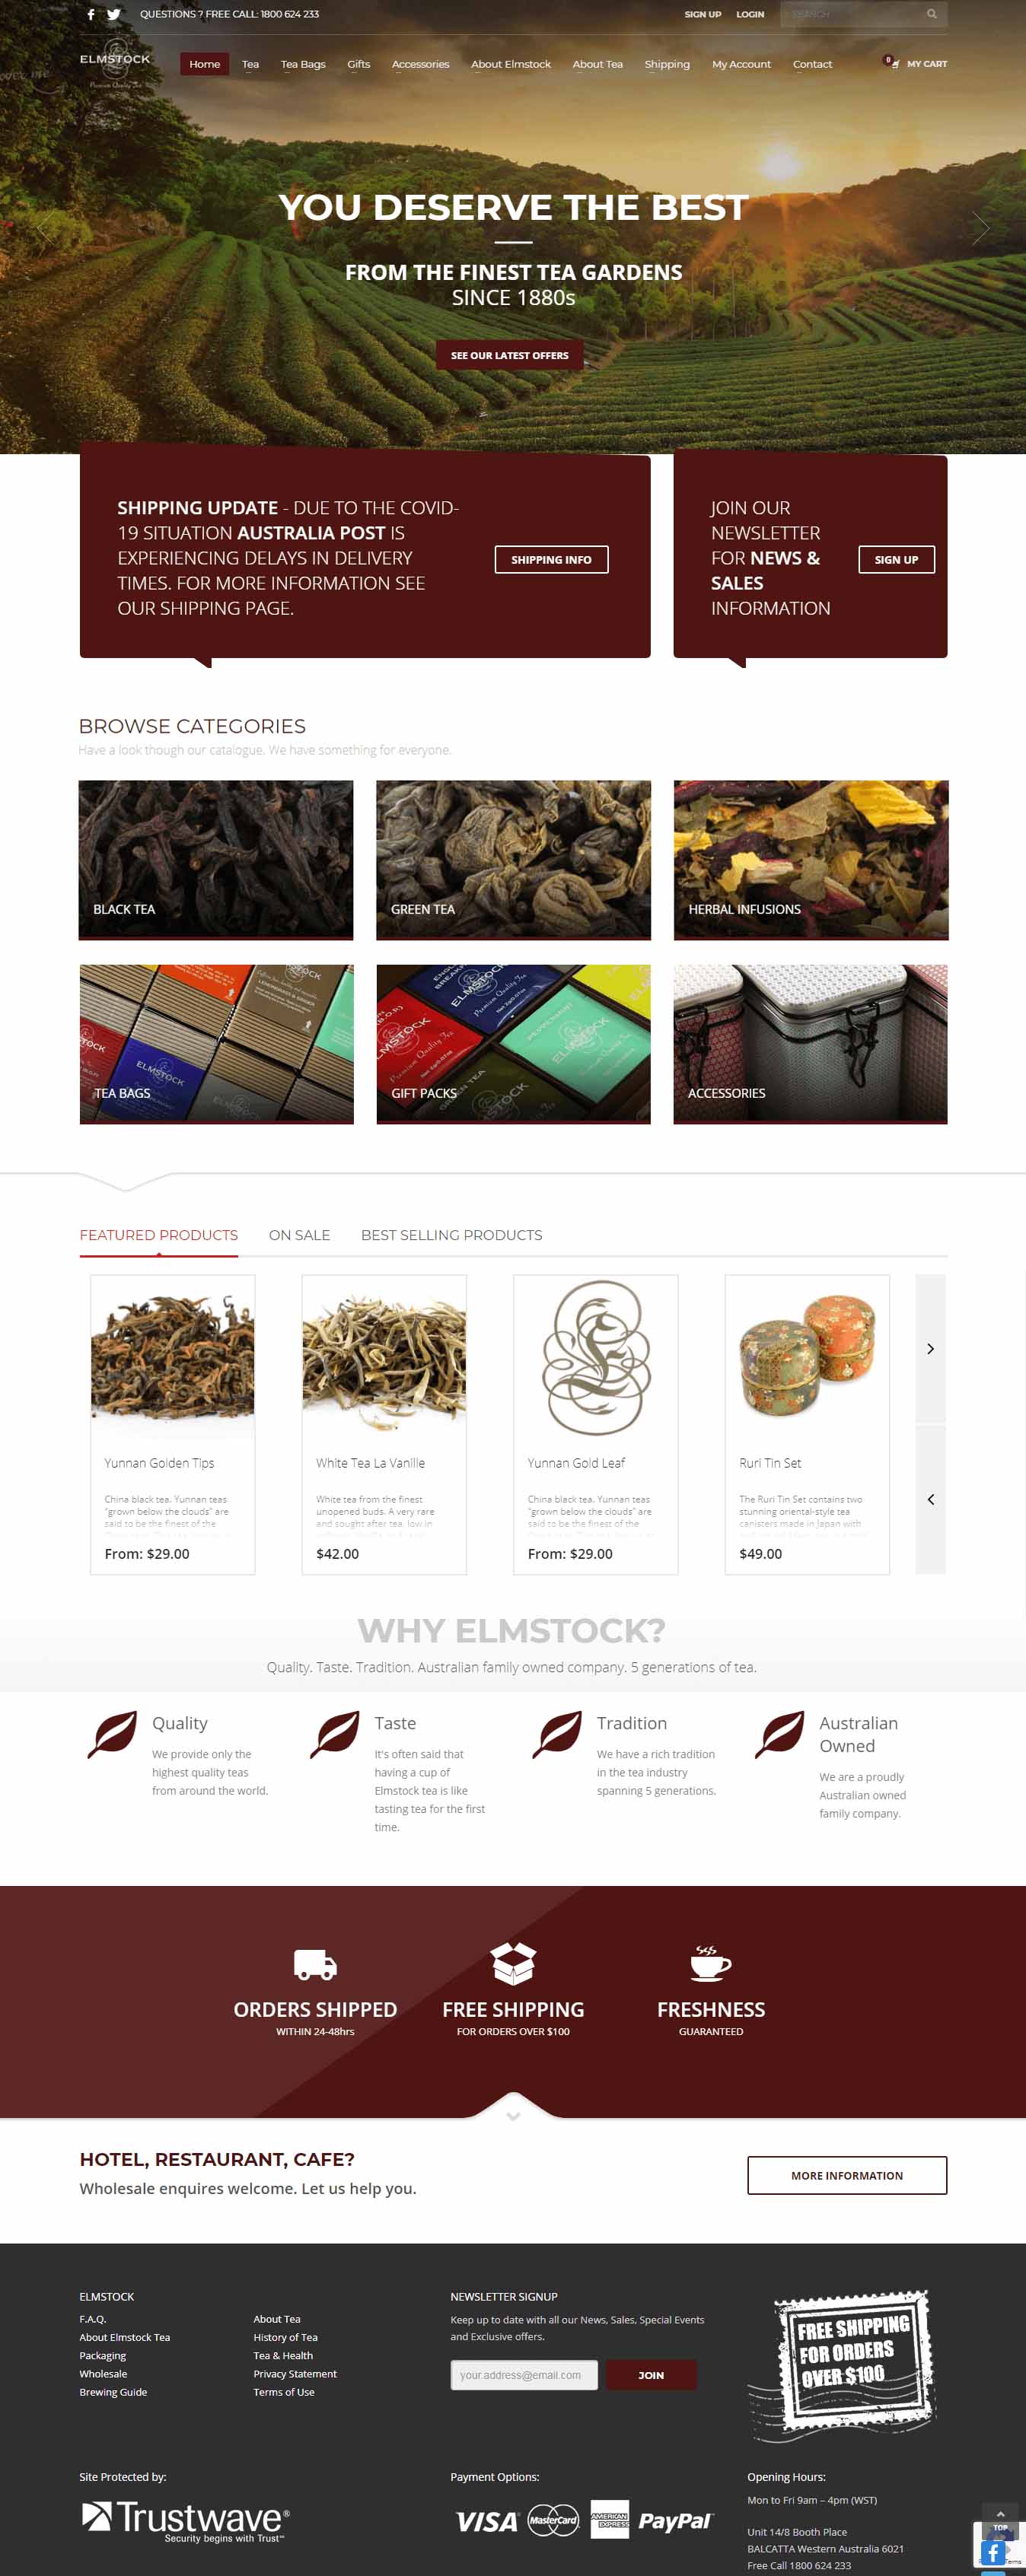 QUESTIONS ? FREE CALL: 1800 624 233
SIGN UP
LOGIN
SEARCH
ELMSTOCK
Premium Quality Tea
Home
Tea
Tea Bags
Gifts
Accessories
About Elmstock
About Tea
Shipping
My Account
Contact
0
MY CART
YOU DESERVE THE BEST
FROM THE FINEST TEA GARDENS
SINCE 1880s
SEE OUR LATEST OFFERS
SHIPPING UPDATE - DUE TO THE COVID-
19 SITUATION AUSTRALIA POST IS
EXPERIENCING DELAYS IN DELIVERY
TIMES. FOR MORE INFORMATION SEE
OUR SHIPPING PAGE.
SHIPPING INFO
JOIN OUR
NEWSLETTER
FOR NEWS &
SALES
INFORMATION
SIGN UP
BROWSE CATEGORIES
Have a look though our catalogue. We have something for everyone.
BLACK TEA
GREEN TEA
HERBAL INFUSIONS
TEA BAGS
GIFT PACKS
ACCESSORIES
FEATURED PRODUCTS
ON SALE
BEST SELLING PRODUCTS
Yunnan Golden Tips
China black tea. Yunnan teas
"grown below the clouds" are
said to be the finest of the
From: $29.00
White Tea La Vanille
White tea from the finest
unopened buds. A very rare
and sought after tea, low in
$42.00
Yunnan Gold Leaf
China black tea. Yunnan teas
"grown below the clouds" are
said to be the finest of the
From: $29.00
Ruri Tin Set
The Ruri Tin Set contains two
stunning oriental-style tea
canisters made in Japan with
$49.00
WHY ELMSTOCK?
Quality. Taste. Tradition. Australian family owned company. 5 generations of tea.
Quality
We provide only the
highest quality teas
from around the world.
Taste
It's often said that
having a cup of
Elmstock tea is like
tasting tea for the first
time.
Tradition
We have a rich tradition
in the tea industry
spanning 5 generations.
Australian
Owned
We are a proudly
Australian owned
family company.
ORDERS SHIPPED
WITHIN 24-48hrs
FREE SHIPPING
FOR ORDERS OVER $100
FRESHNESS
GUARANTEED
HOTEL, RESTAURANT, CAFE?
Wholesale enquires welcome. Let us help you.
MORE INFORMATION
ELMSTOCK
F.A.Q.
About Elmstock Tea
Packaging
Wholesale
Brewing Guide
About Tea
History of Tea
Tea & Health
Privacy Statement
Terms of Use
NEWSLETTER SIGNUP
Keep up to date with all our News, Sales, Special Events
and Exclusive offers.
your.address@email.com
JOIN
FREE SHIPPING
FOR ORDERS
OVER $100
Site Protected by:
Trustwave®
Security begins with Trust™
Payment Options:
VISA
MasterCard
AMERICAN EXPRESS
PayPal
Opening Hours:
Mon to Fri 9am – 4pm (WST)
Unit 14/8 Booth Place
BALCATTA Western Australia 6021
Free Call 1800 624 233
TOP
Terms